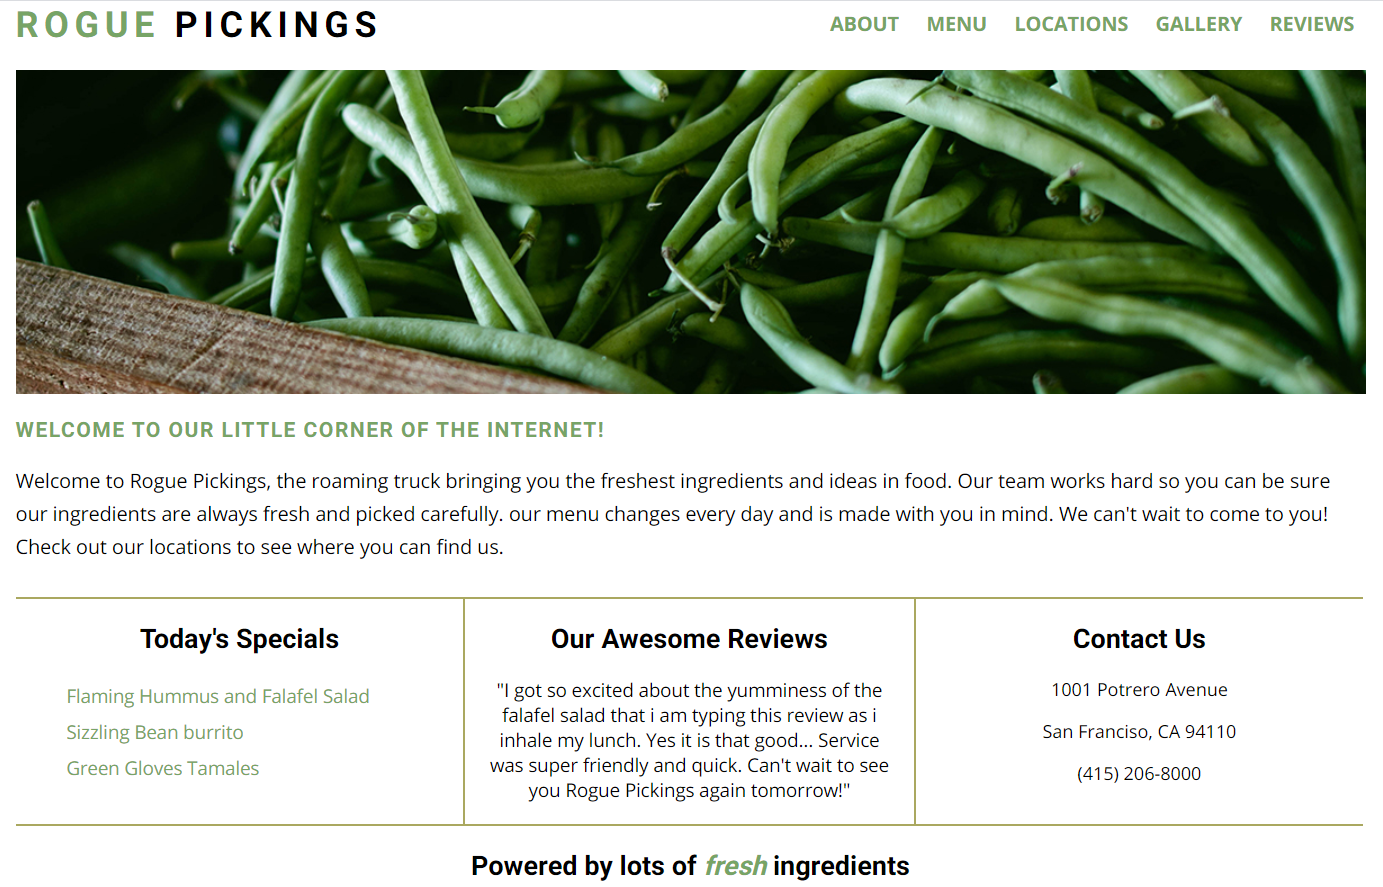 ROGUE PICKINGS
ABOUT MENU LOCATIONS GALLERY REVIEWS
WELCOME TO OUR LITTLE CORNER OF THE INTERNET!
Welcome to Rogue Pickings, the roaming truck bringing you the freshest ingredients and ideas in food. Our team works hard so you can be sure
our ingredients are always fresh and picked carefully. our menu changes every day and is made with you in mind. We can't wait to come to you!
Check out our locations to see where you can find us.
Today's Specials
Flaming Hummus and Falafel Salad
Sizzling Bean burrito
Green Gloves Tamales
Our Awesome Reviews
"I got so excited about the yumminess of the
falafel salad that i am typing this review as i
inhale my lunch. Yes it is that good... Service
was super friendly and quick. Can't wait to see
you Rogue Pickings again tomorrow!"
Contact Us
1001 Potrero Avenue
San Franciso, CA 94110
(415) 206-8000
Powered by lots of fresh ingredients